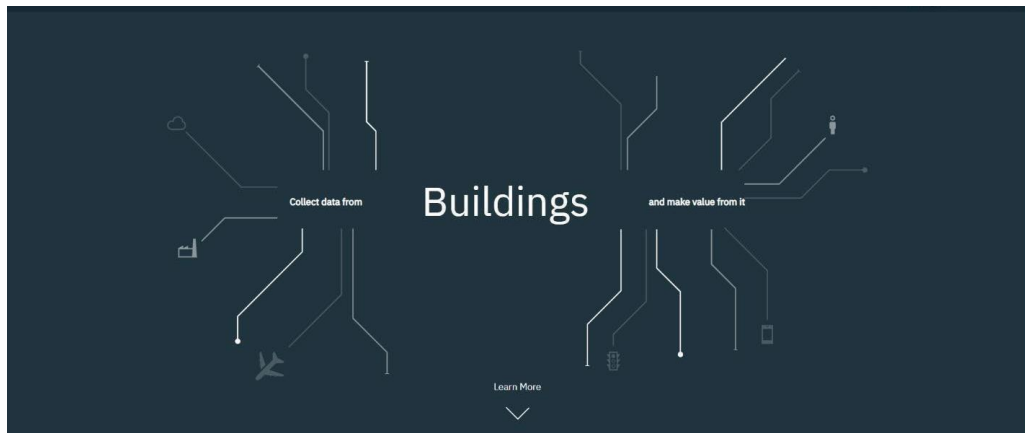 Collect data from
Buildings
and make value from it
Learn More